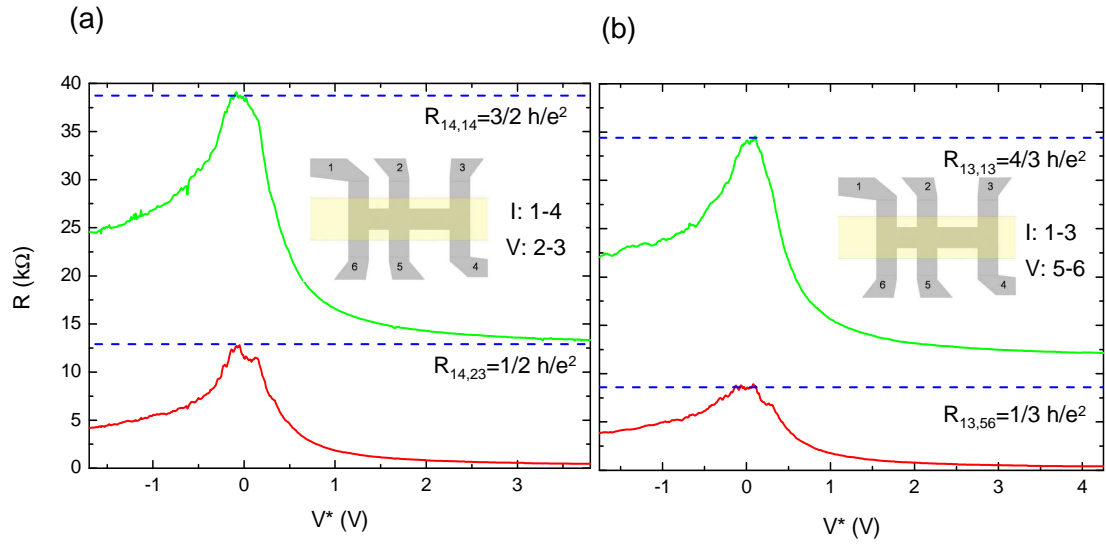 (a)
R (kΩ)
40
35
30
25
20
15
10
5
0
R₁₄,₁₄=3/2 h/e²
1
2
3
I: 1-4
V: 2-3
6
5
4
R₁₄,₂₃=1/2 h/e²
-1
0
1
2
3
V* (V)
(b)
R₁₃,₁₃=4/3 h/e²
1
2
3
I: 1-3
V: 5-6
6
5
4
R₁₃,₅₆=1/3 h/e²
-1
0
1
2
3
4
V* (V)